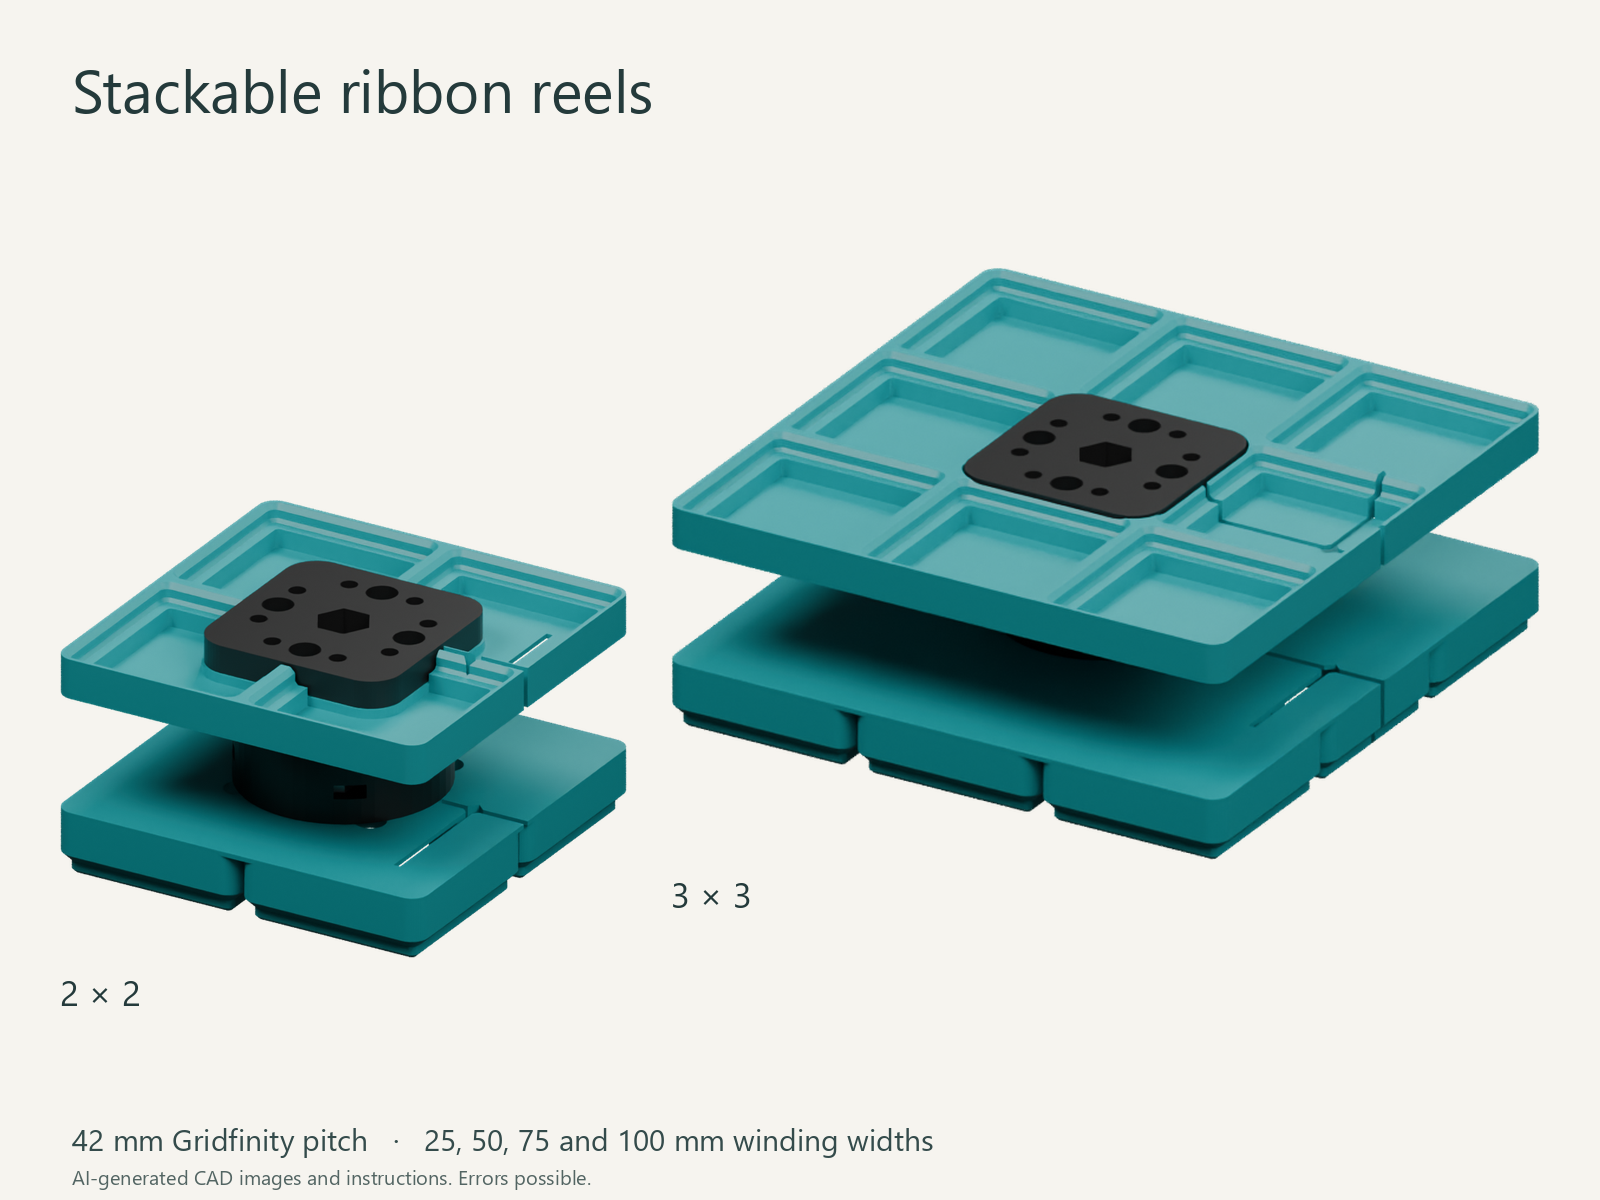 Stackable ribbon reels
3 × 3
2 × 2
42 mm Gridfinity pitch · 25, 50, 75 and 100 mm winding widths
AI-generated CAD images and instructions. Errors possible.